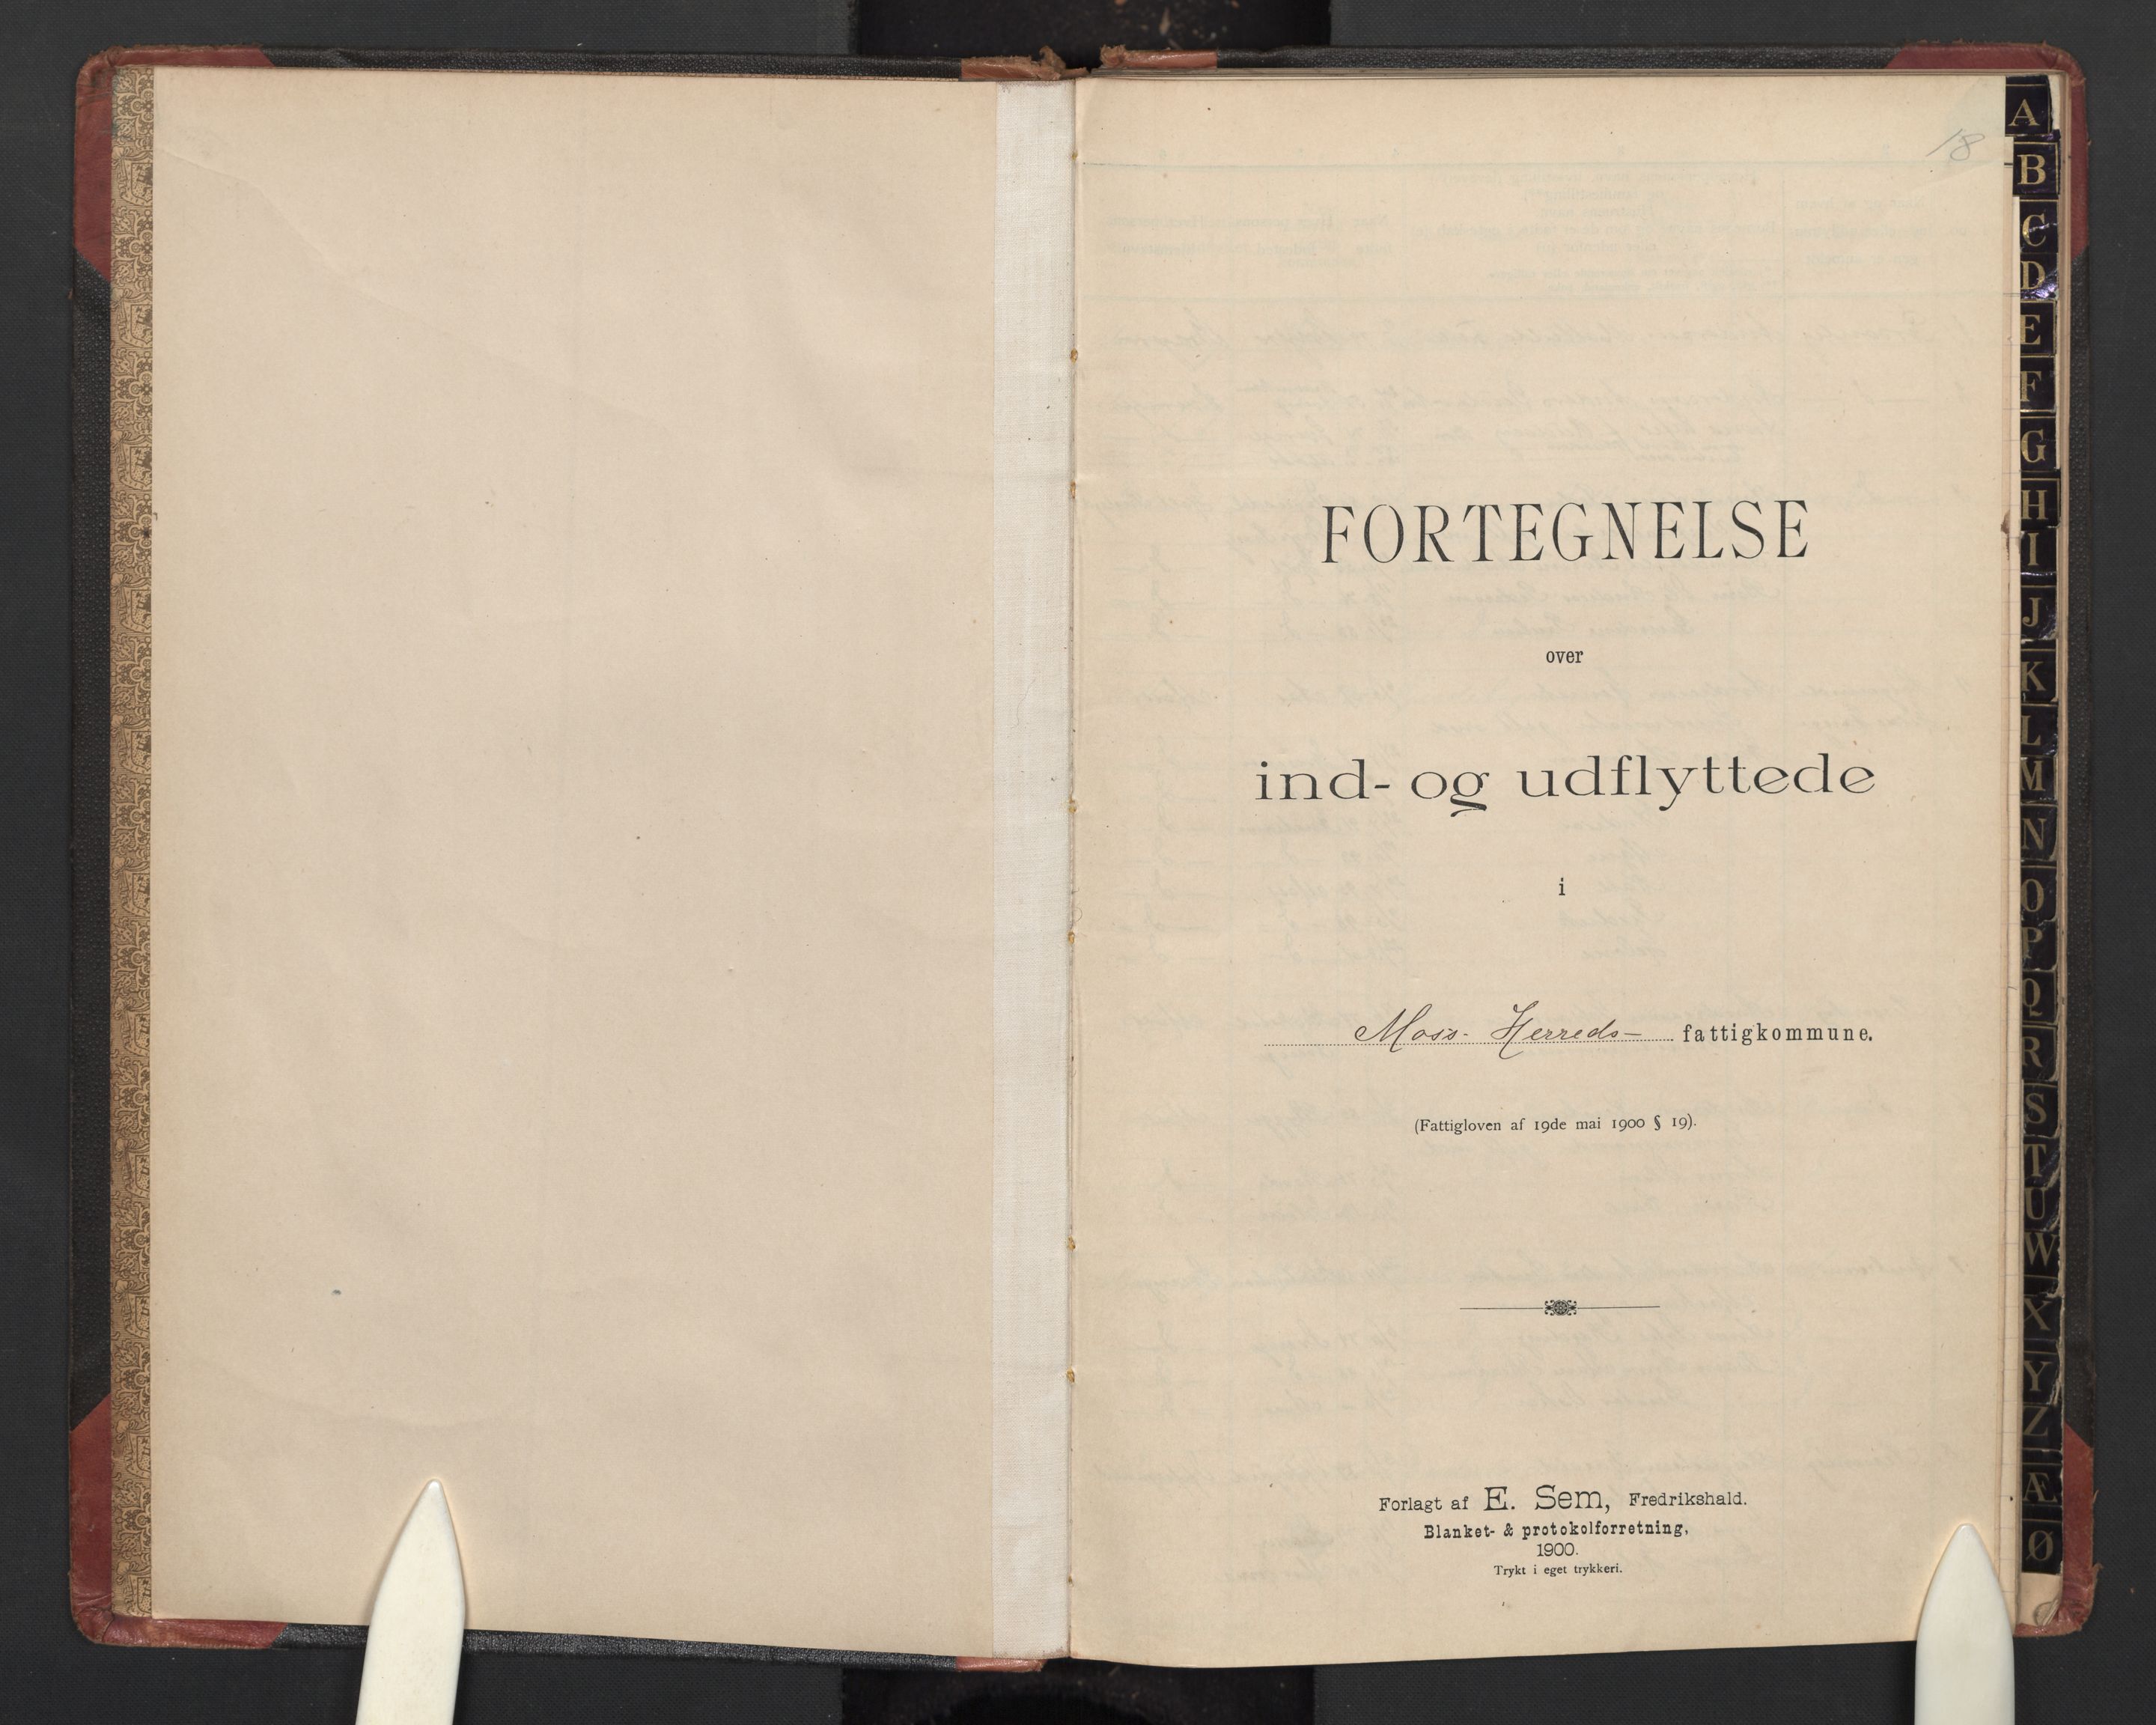 18
FORTEGNELSE
over
ind- og udflyttede
i
Moss- Herreds- fattigkommune.
(Fattigloven af 19de mai 1900 § 19).
Forlagt af E. Sem, Fredrikshald.
Blanket- & protokolforretning,
1900.
Trykt i eget trykkeri.
A
B
C
D
E
F
G
H
I
J
K
L
M
N
O
P
Q
R
S
T
U
W
X
Y
Z
Æ
Ø